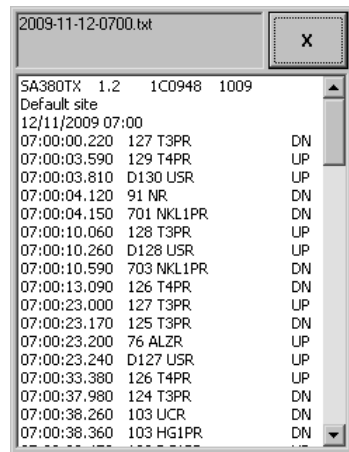 2009-11-12-0700.txt
X
SA380TX 1.2 1C0948 1009
Default site
12/11/2009 07:00
07:00:00.220 127 T3PR DN
07:00:03.590 129 T4PR UP
07:00:03.810 D130 USR UP
07:00:04.120 91 NR DN
07:00:04.150 701 NKL1PR DN
07:00:10.060 128 T3PR UP
07:00:10.260 D128 USR UP
07:00:10.590 703 NKL1PR DN
07:00:13.090 126 T4PR DN
07:00:23.000 127 T3PR UP
07:00:23.170 125 T3PR DN
07:00:23.200 76 ALZR UP
07:00:23.240 D127 USR UP
07:00:33.380 126 T4PR UP
07:00:37.980 124 T3PR DN
07:00:38.260 103 UCR DN
07:00:38.360 103 HG1PR DN